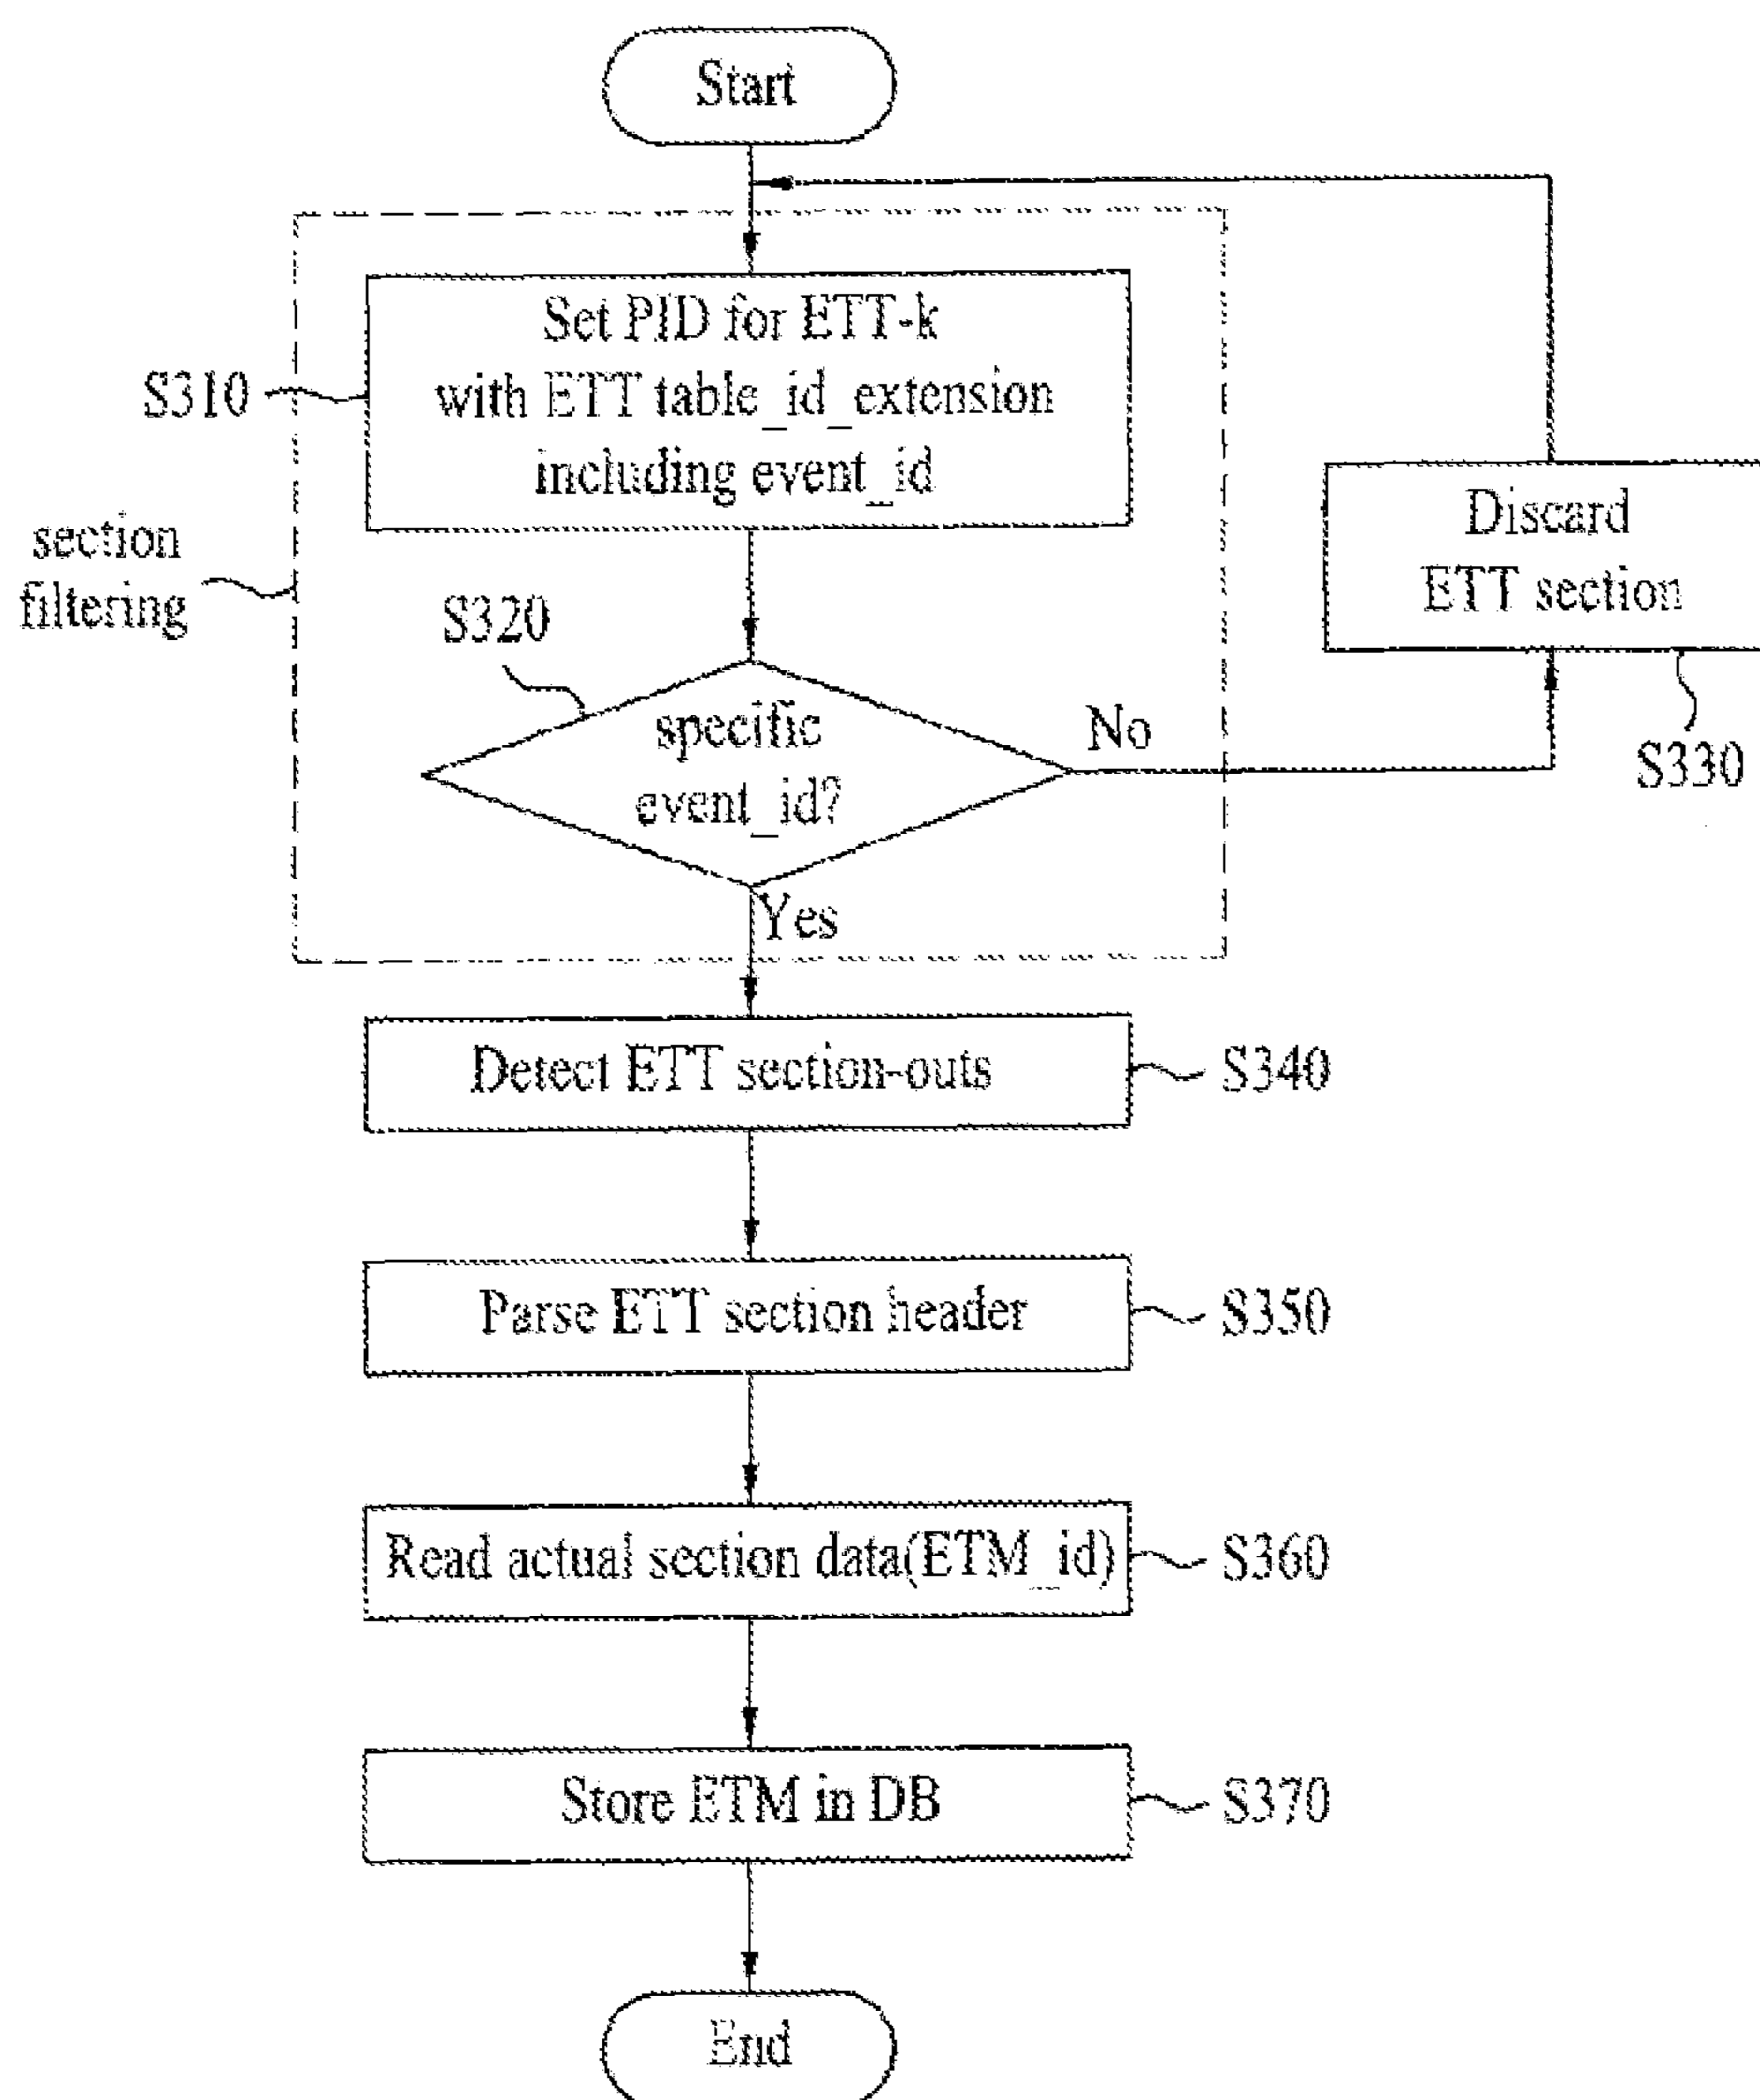 Start
Set PID for ETT-k
with ETT table_id_extension
including event_id
S310
section
filtering
Discard
ETT section
S330
S320
specific
event_id?
No
Yes
Detect ETT section-outs
S340
Parse ETT section header
S350
Read actual section data(ETM_id)
S360
Store ETM in DB
S370
End